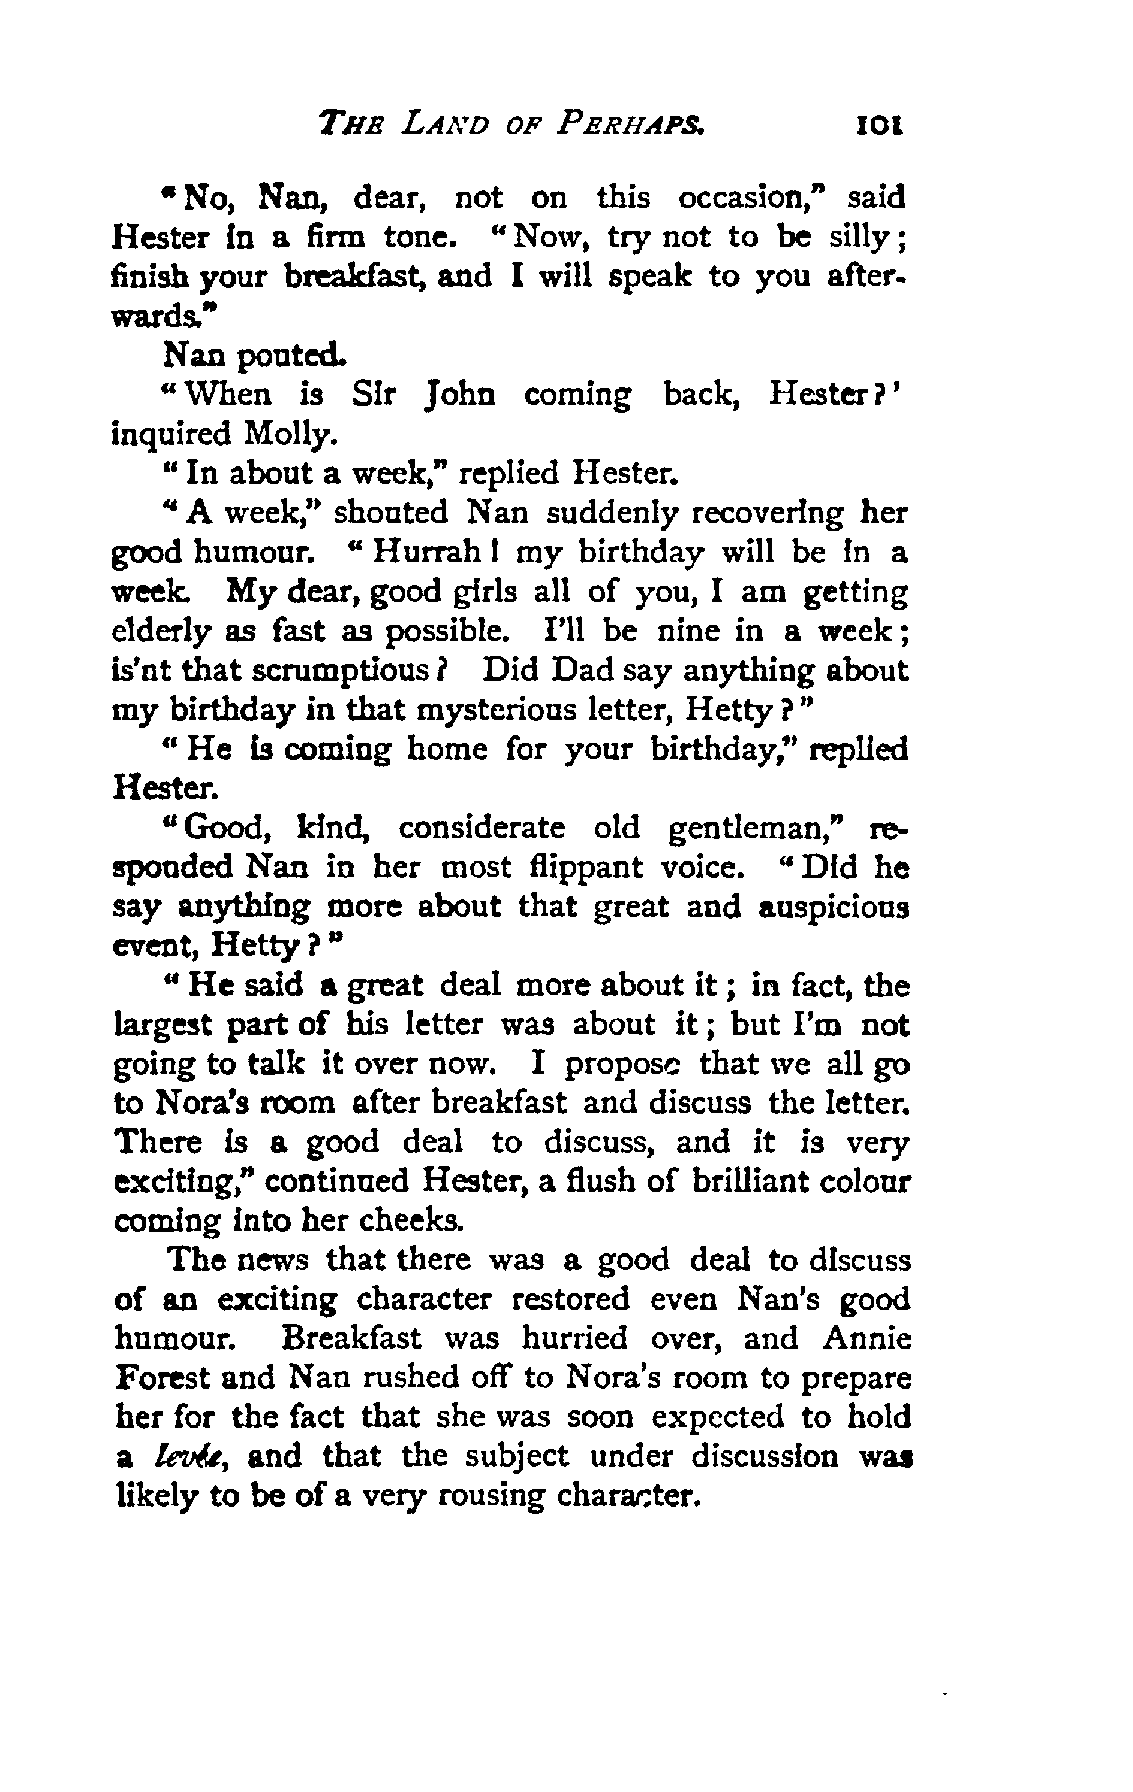 THE LAND OF PERHAPS. 101
"No, Nan, dear, not on this occasion," said
Hester in a firm tone. "Now, try not to be silly;
finish your breakfast, and I will speak to you after-
wards."
Nan pouted.
"When is Sir John coming back, Hester?'
inquired Molly.
"In about a week," replied Hester.
"A week," shouted Nan suddenly recovering her
good humour. "Hurrah! my birthday will be in a
week. My dear, good girls all of you, I am getting
elderly as fast as possible. I'll be nine in a week;
is'nt that scrumptious? Did Dad say anything about
my birthday in that mysterious letter, Hetty?"
"He is coming home for your birthday," replied
Hester.
"Good, kind, considerate old gentleman," re-
sponded Nan in her most flippant voice. "Did he
say anything more about that great and auspicious
event, Hetty?"
"He said a great deal more about it; in fact, the
largest part of his letter was about it; but I'm not
going to talk it over now. I propose that we all go
to Nora's room after breakfast and discuss the letter.
There is a good deal to discuss, and it is very
exciting," continued Hester, a flush of brilliant colour
coming into her cheeks.
The news that there was a good deal to discuss
of an exciting character restored even Nan's good
humour. Breakfast was hurried over, and Annie
Forest and Nan rushed off to Nora's room to prepare
her for the fact that she was soon expected to hold
a levée, and that the subject under discussion was
likely to be of a very rousing character.